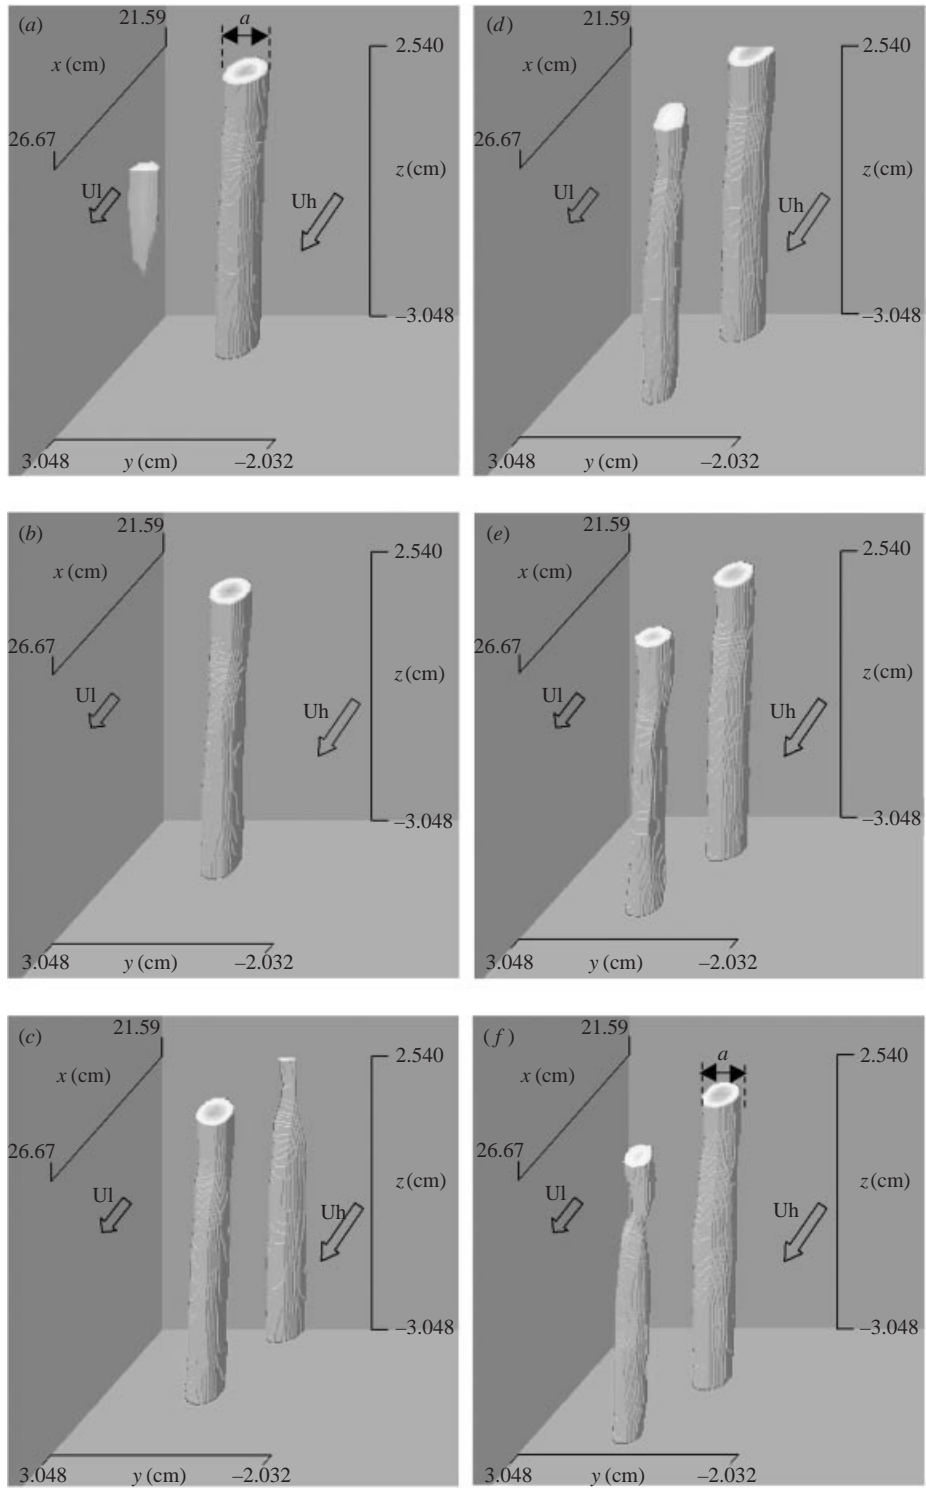 (a)
21.59
a
x (cm)
2.540
26.67
Ul
Uh
z (cm)
–3.048
3.048
y (cm)
–2.032
(d)
21.59
x (cm)
2.540
26.67
Ul
Uh
z (cm)
–3.048
3.048
y (cm)
–2.032
(b)
21.59
x (cm)
2.540
26.67
Ul
Uh
z (cm)
–3.048
3.048
y (cm)
–2.032
(e)
21.59
x (cm)
2.540
26.67
Ul
Uh
z (cm)
–3.048
3.048
y (cm)
–2.032
(c)
21.59
x (cm)
2.540
26.67
Ul
Uh
z (cm)
–3.048
3.048
y (cm)
–2.032
(f)
21.59
a
x (cm)
2.540
26.67
Ul
Uh
z (cm)
–3.048
3.048
y (cm)
–2.032